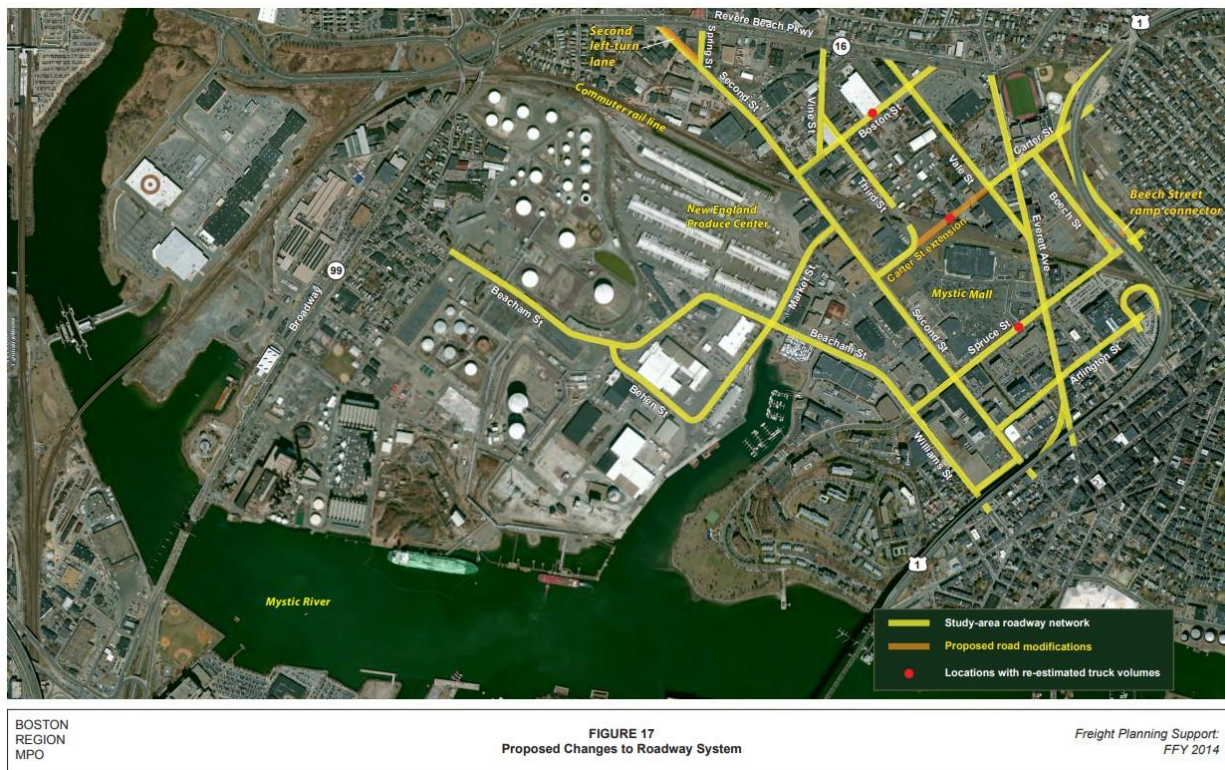 Revere Beach Pkwy
1
16
Second
left-turn
lane
Spring St
Second St
Commuter rail line
Vine St
Boston St
Carter St
Vale St
Third St
Beech St
Beech Street
ramp connector
New England
Produce Center
Carter St extension
Everett Ave
Market St
Mystic Mall
99
Broadway
Beacham St
Beacham St
Second St
Spruce St
Arlington St
Behen St
Williams St
1
Mystic River
Study-area roadway network
Proposed road modifications
Locations with re-estimated truck volumes
BOSTON
REGION
MPO
FIGURE 17
Proposed Changes to Roadway System
Freight Planning Support:
FFY 2014